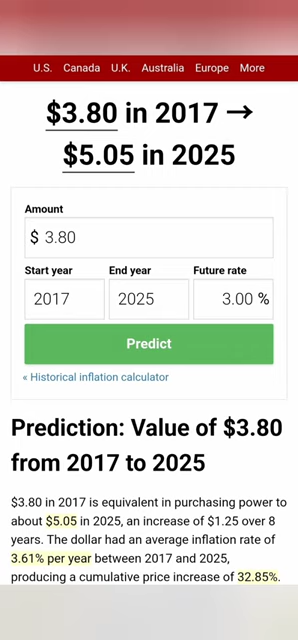 U.S. Canada U.K. Australia Europe More
$3.80 in 2017 →
$5.05 in 2025
Amount
$ 3.80
Start year End year Future rate
2017 2025 3.00 %
Predict
« Historical inflation calculator
Prediction: Value of $3.80
from 2017 to 2025
$3.80 in 2017 is equivalent in purchasing power to
about $5.05 in 2025, an increase of $1.25 over 8
years. The dollar had an average inflation rate of
3.61% per year between 2017 and 2025,
producing a cumulative price increase of 32.85%.